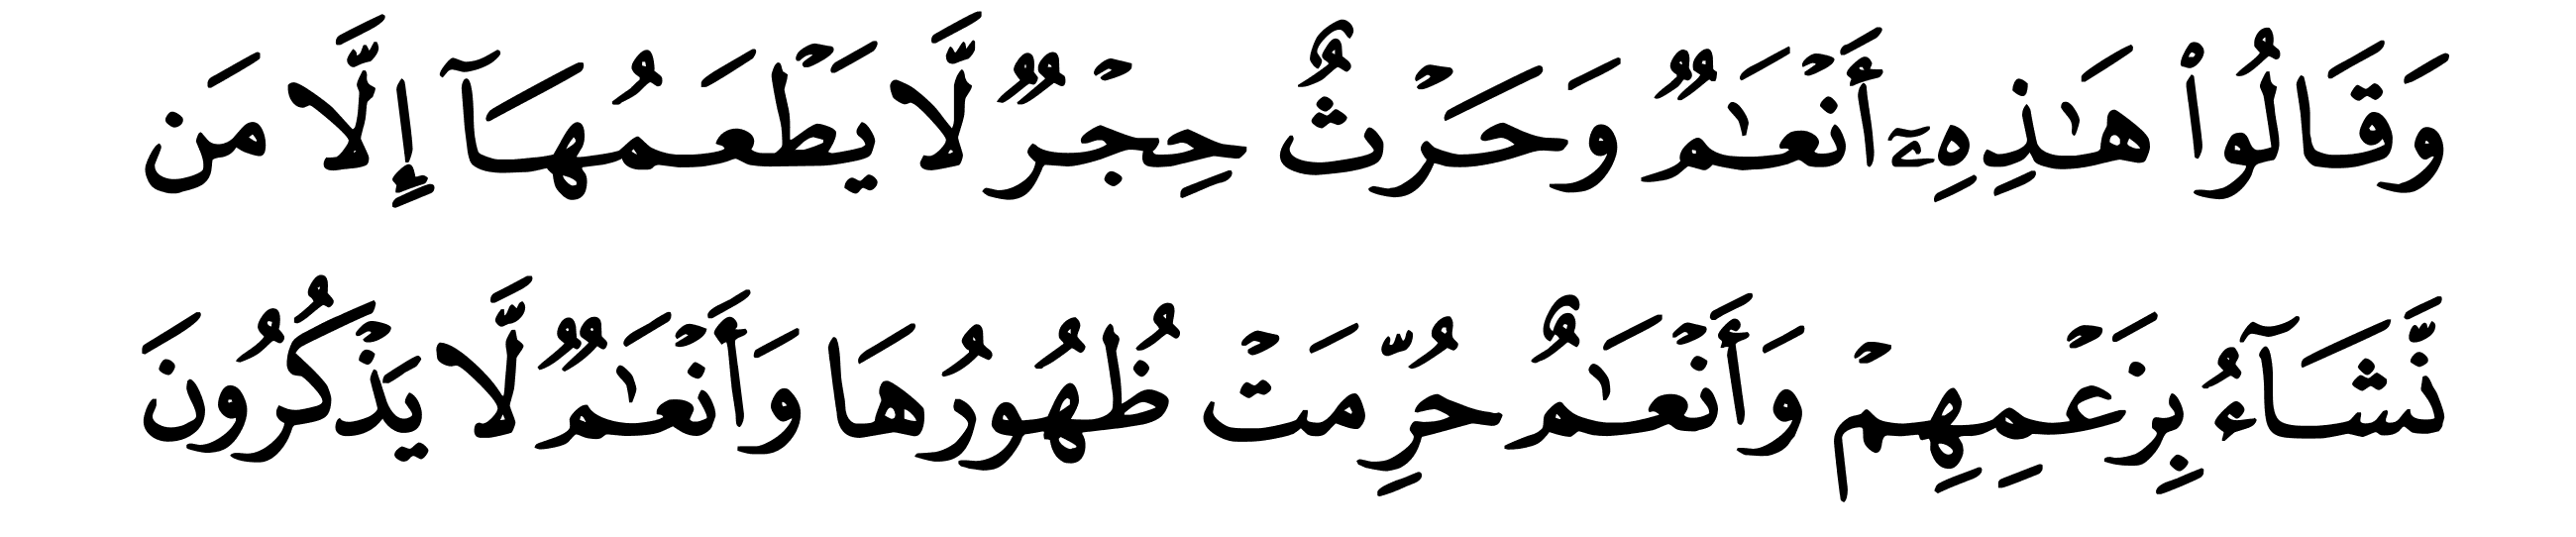 وَقَالُوا۟ هَـٰذِهِۦٓ أَنْعَـٰمٌ وَحَرْثٌ حِجْرٌ لَّا يَطْعَمُهَآ إِلَّا مَن
نَّشَآءُ بِزَعْمِهِمْ وَأَنْعَـٰمٌ حُرِّمَتْ ظُهُورُهَا وَأَنْعَـٰمٌ لَّا يَذْكُرُونَ